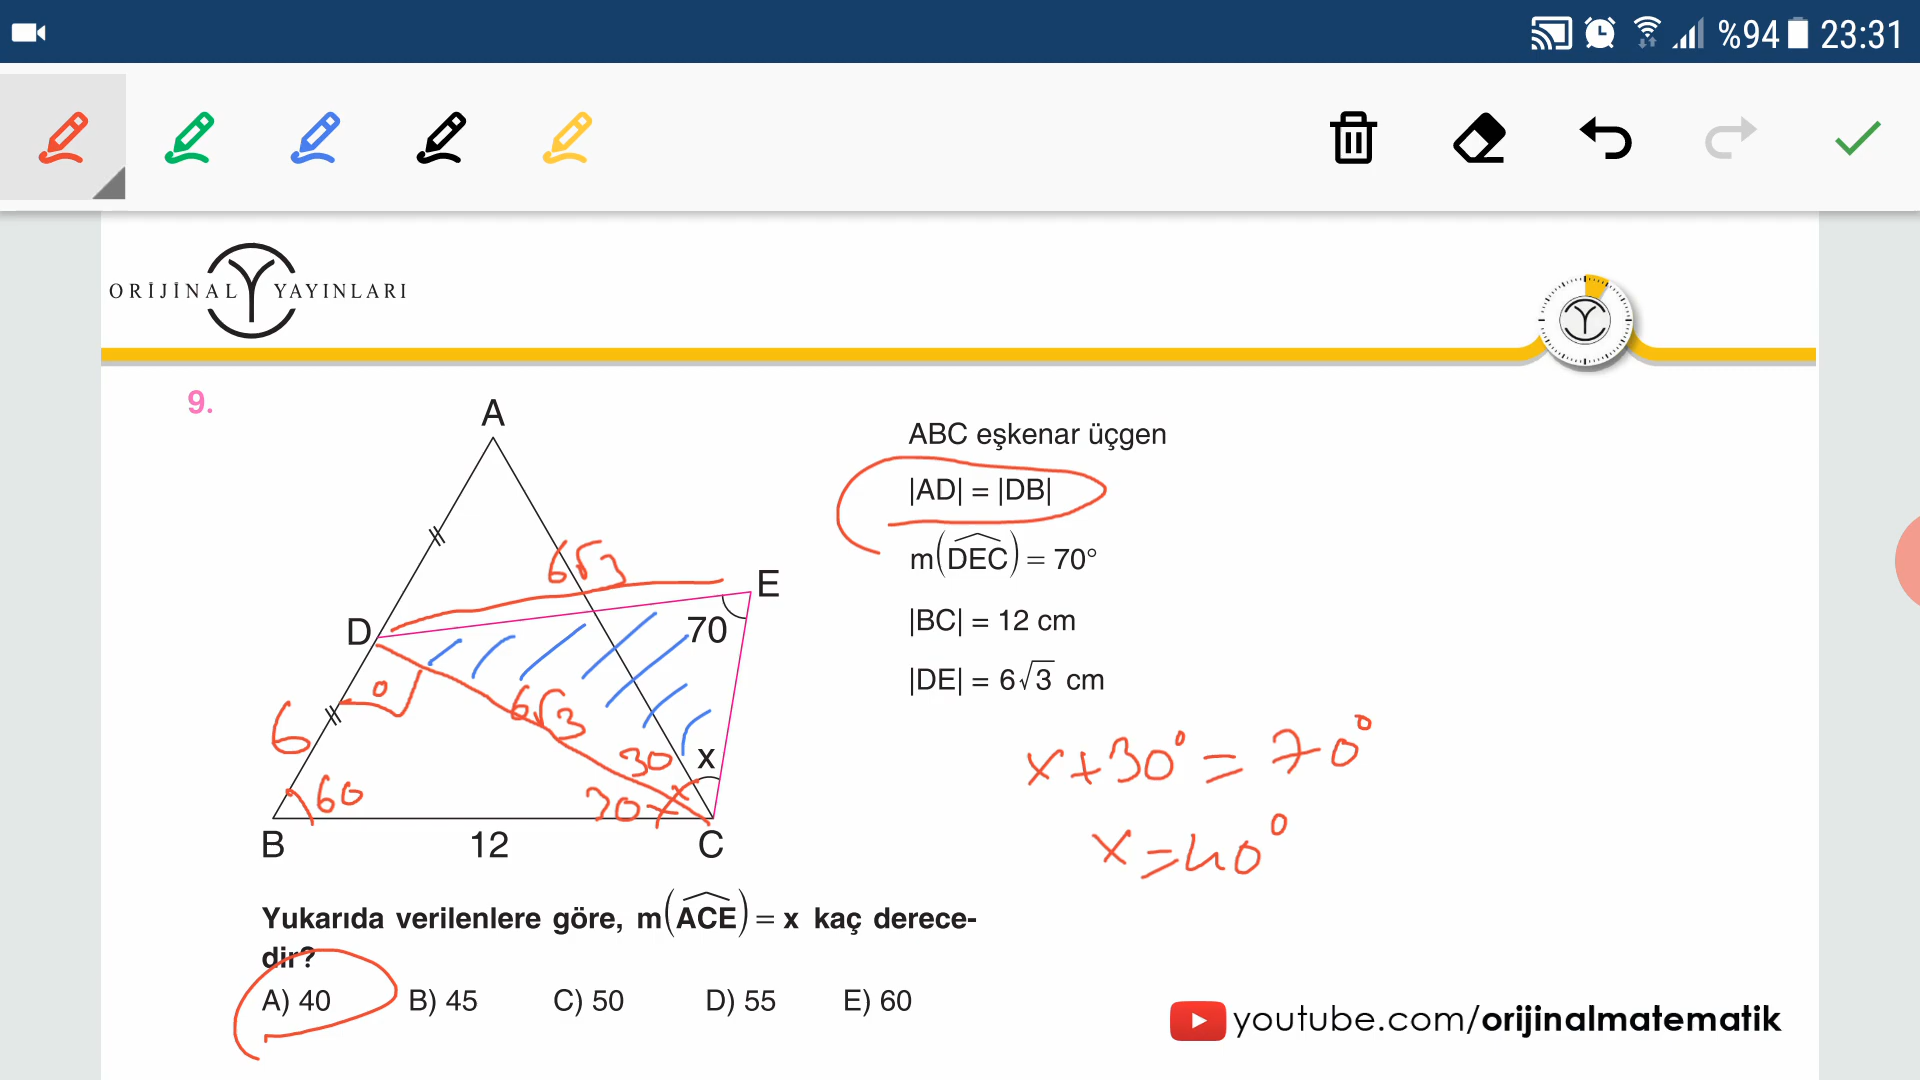 %94 23:31
ORİJİNAL Y YAYINLARI
9.
A
ABC eşkenar üçgen
|AD| = |DB|
m(DEC) = 70°
|BC| = 12 cm
|DE| = 6√3 cm
6√3
E
D
70
0
6√3
6
30
x
60
30
B
12
C
x+30° = 70°
x = 40°
Yukarıda verilenlere göre, m(ACE) = x kaç derece-
dir?
A) 40 B) 45 C) 50 D) 55 E) 60
youtube.com/orijinalmatematik